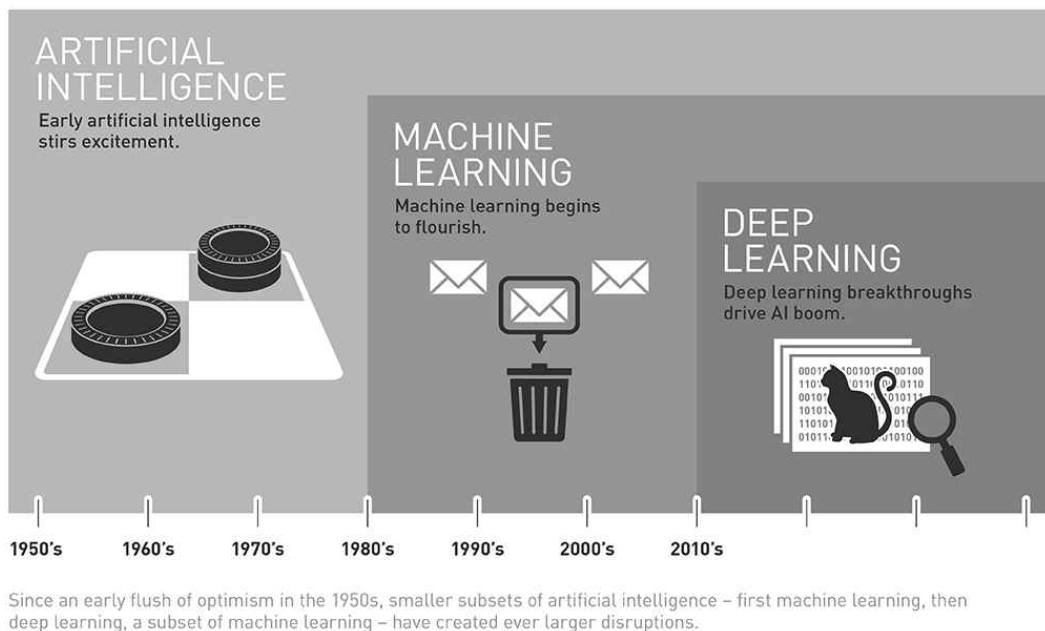 ARTIFICIAL
INTELLIGENCE
Early artificial intelligence
stirs excitement.
MACHINE
LEARNING
Machine learning begins
to flourish.
DEEP
LEARNING
Deep learning breakthroughs
drive AI boom.
1950's
1960's
1970's
1980's
1990's
2000's
2010's
Since an early flush of optimism in the 1950s, smaller subsets of artificial intelligence – first machine learning, then
deep learning, a subset of machine learning – have created ever larger disruptions.